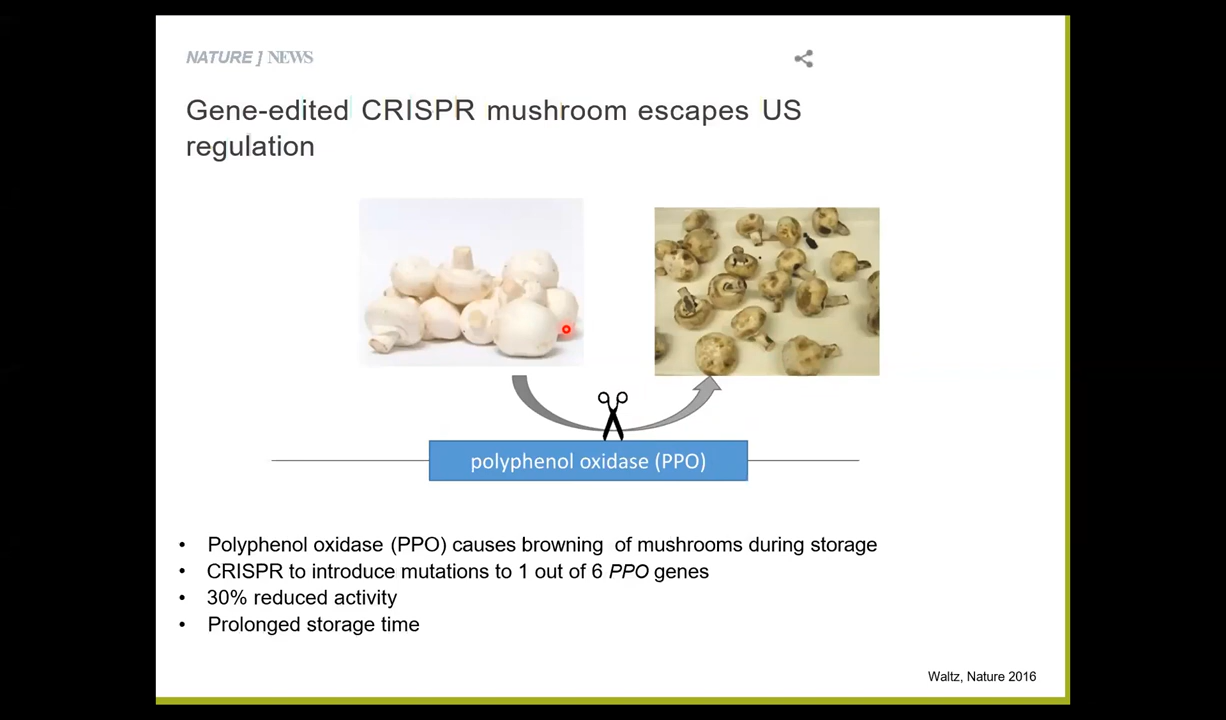 NATURE ] NEWS
Gene-edited CRISPR mushroom escapes US
regulation
polyphenol oxidase (PPO)
• Polyphenol oxidase (PPO) causes browning of mushrooms during storage
• CRISPR to introduce mutations to 1 out of 6 PPO genes
• 30% reduced activity
• Prolonged storage time
Waltz, Nature 2016